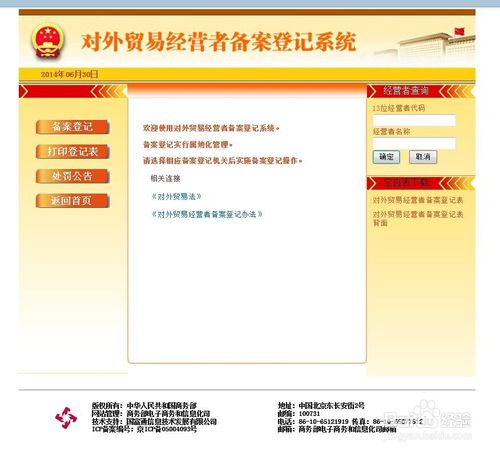 对外贸易经营者备案登记系统
2014年06月30日
备案登记
打印登记表
处罚公告
返回首页
欢迎使用对外贸易经营者备案登记系统。
备案登记实行属地化管理。
请选择相应备案登记机关后实施备案登记操作。
相关连接
《对外贸易法》
《对外贸易经营者备案登记办法》
经营者查询
13位经营者代码
经营者名称
确定 取消
对外贸易经营者备案登记表
对外贸易经营者备案登记表
背面
版权所有：中华人民共和国商务部
网站管理：商务部电子商务和信息化司
技术支持：国富通信息技术发展有限公司
ICP备案编号：京ICP备05004093号
地址：中国北京东长安街2号
邮编：100731
电话：86-10-65121919 传真：86-10-
邮箱：商务部电子商务和信息化司邮箱
Baidu 经验
jingyan.baidu.com